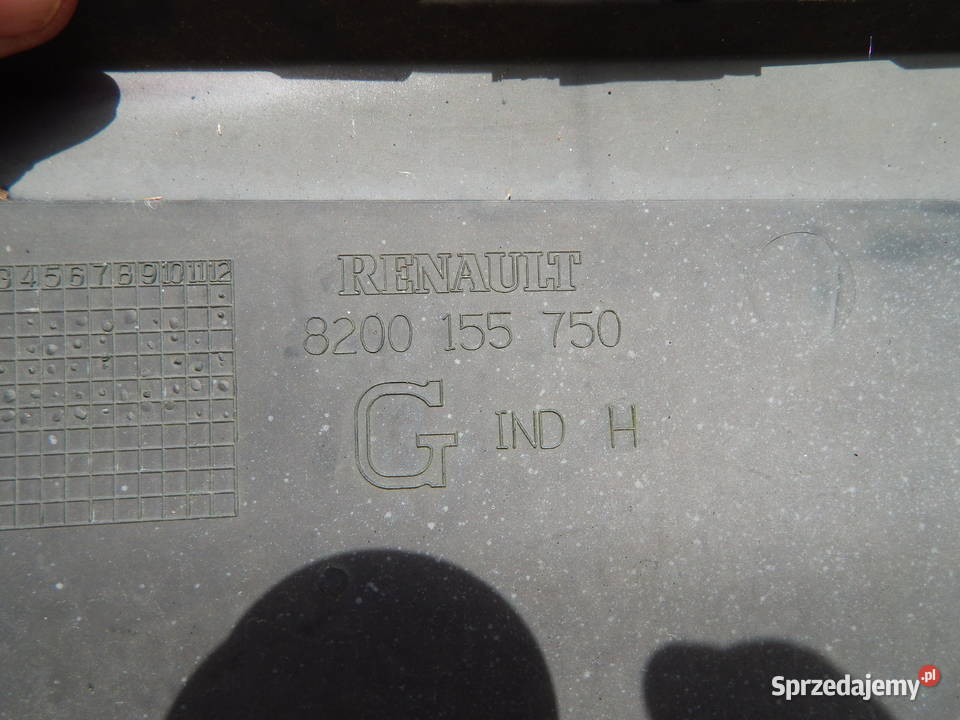 RENAULT
3 4 5 6 7 8 9 10 11 12
8200 155 750
G IND H
Sprzedajemy.pl